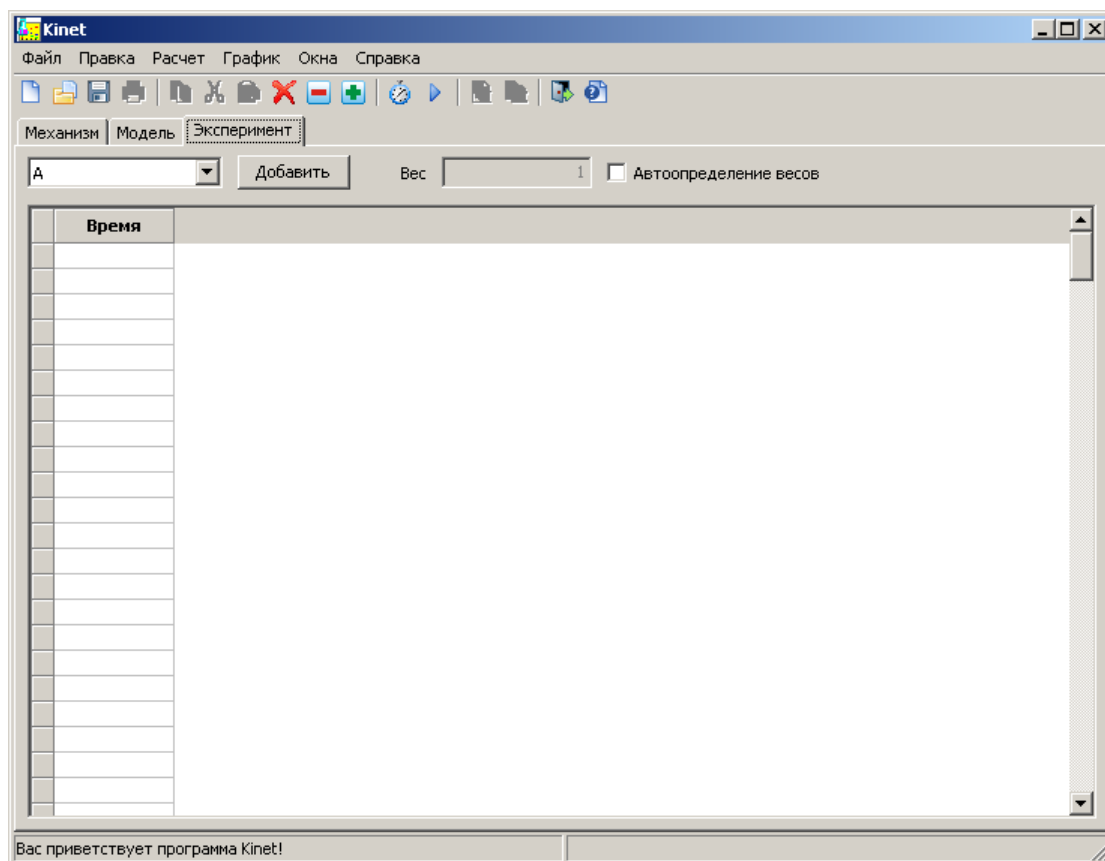 Kinet
Файл Правка Расчет График Окна Справка
Механизм Модель Эксперимент
A Добавить Вес 1 Автоопределение весов
Время
Вас приветствует программа Kinet!